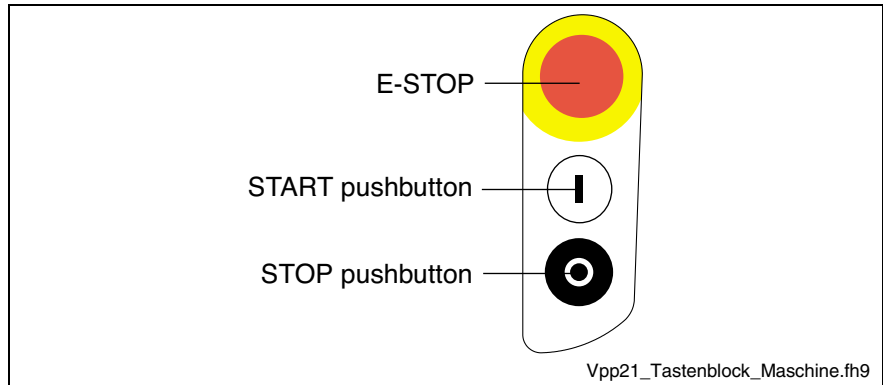 E-STOP
START pushbutton
STOP pushbutton
Vpp21_Tastenblock_Maschine.fh9